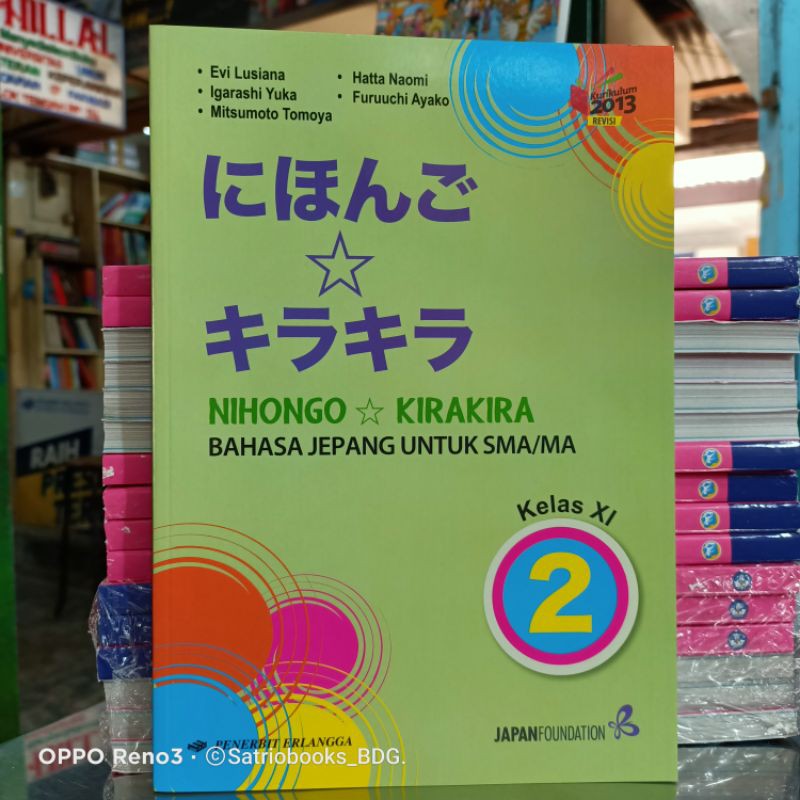 • Evi Lusiana
• Igarashi Yuka
• Mitsumoto Tomoya
• Hatta Naomi
• Furuuchi Ayako
Kurikulum
2013
REVISI
にほんご
☆
キラキラ
NIHONGO ☆ KIRAKIRA
BAHASA JEPANG UNTUK SMA/MA
Kelas XI
2
PENERBIT ERLANGGA
JAPANFOUNDATION
RAIH
OPPO Reno3 · ©Satriobooks_BDG.